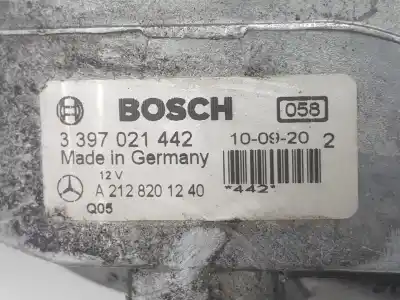 BOSCH 058
3 397 021 442 10-09-20 2
Made in Germany
12 V
A 212 820 12 40 *442*
Q05